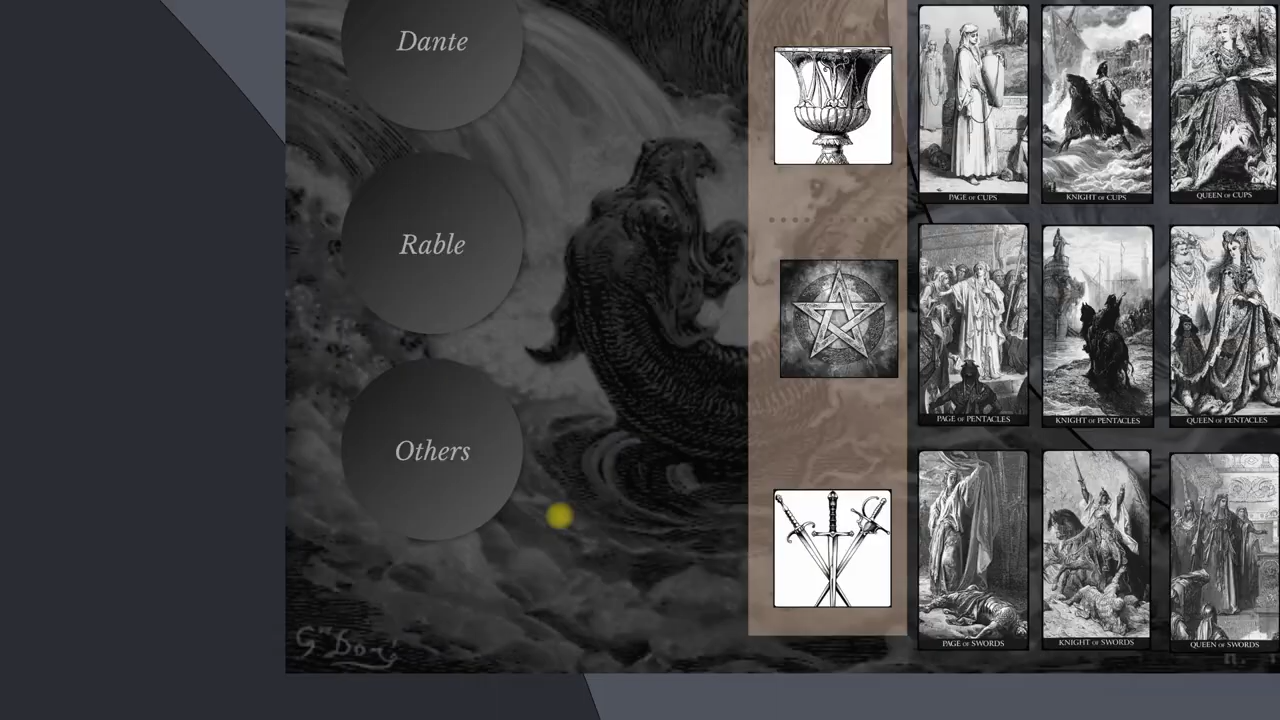 Dante
Rable
Others
PAGE OF CUPS
KNIGHT OF CUPS
QUEEN OF CUPS
PAGE OF PENTACLES
KNIGHT OF PENTACLES
QUEEN OF PENTACLES
PAGE OF SWORDS
KNIGHT OF SWORDS
QUEEN OF SWORDS